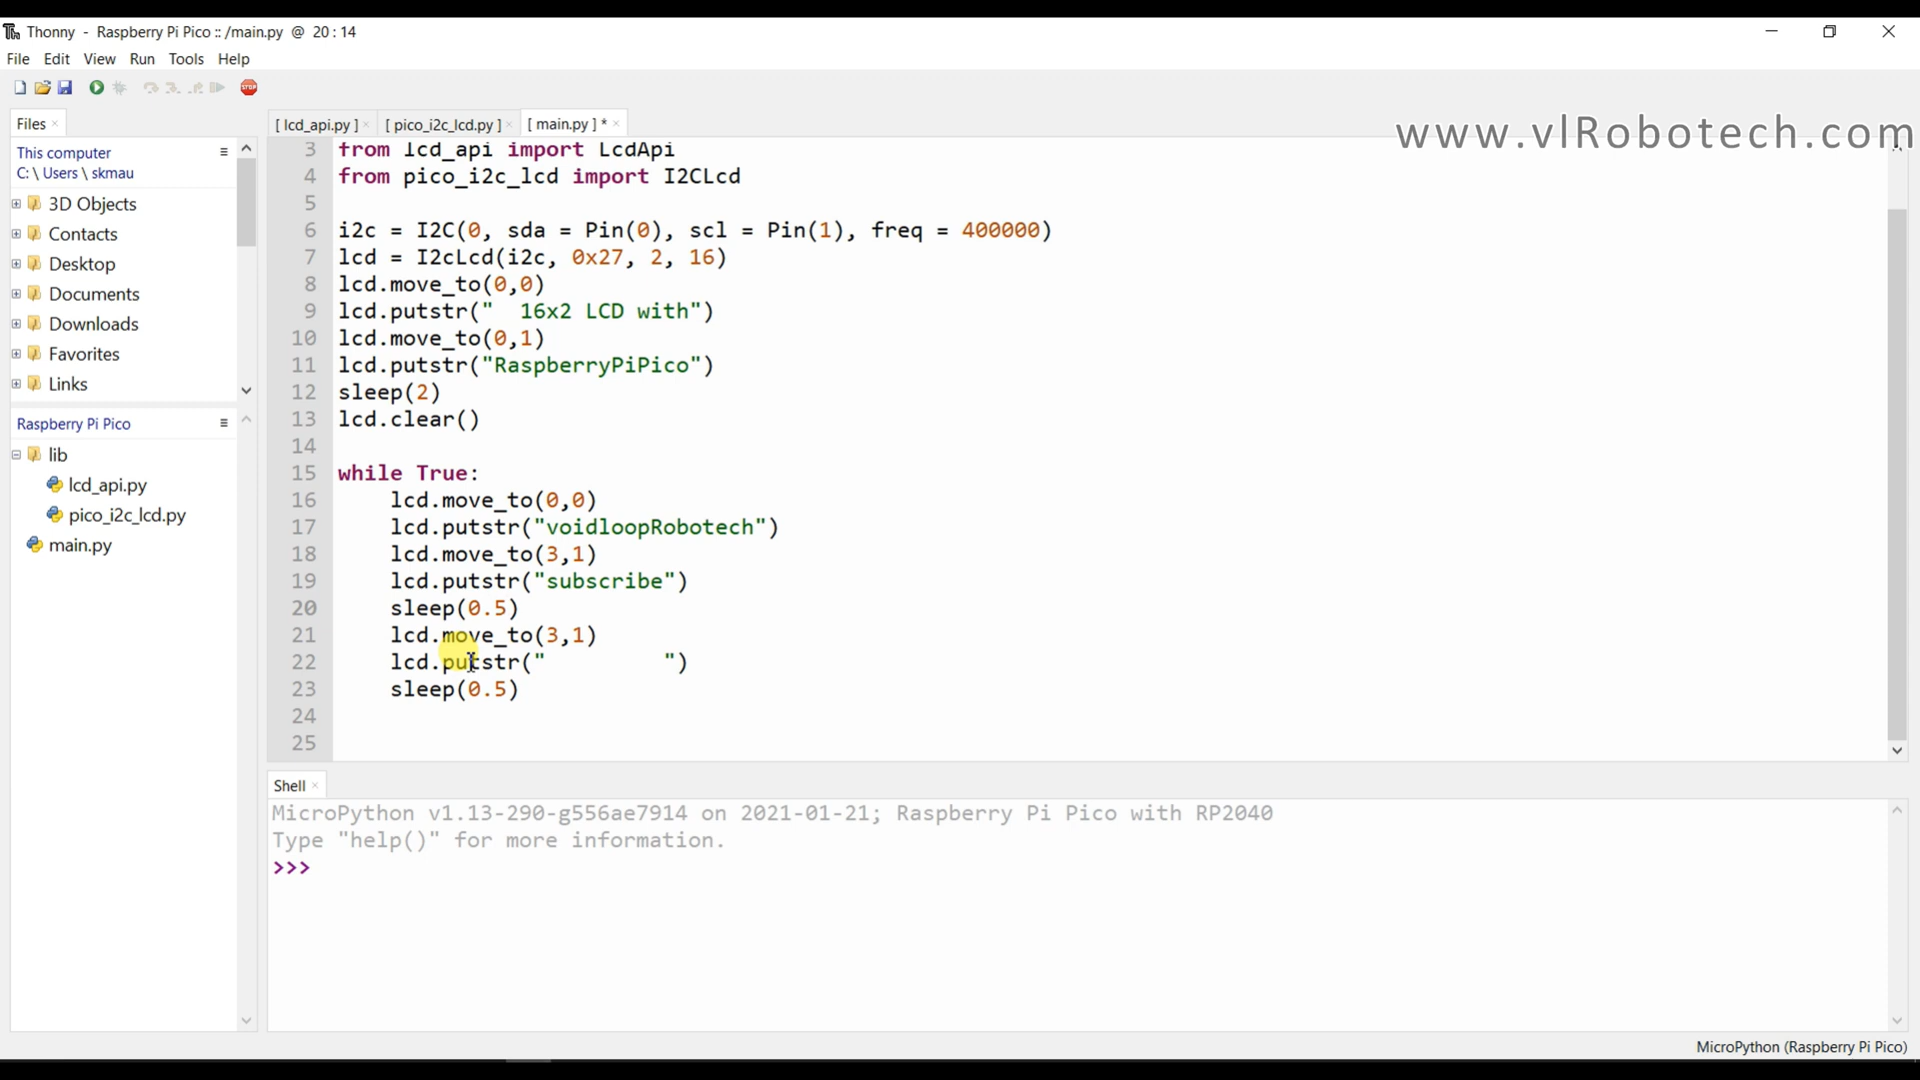 Thonny - Raspberry Pi Pico :: /main.py @ 20 : 14
File Edit View Run Tools Help
Files
[ lcd_api.py ] [ pico_i2c_lcd.py ] [ main.py ] *
www.vlRobotech.com
This computer
C: \ Users \ skmau
3D Objects
Contacts
Desktop
Documents
Downloads
Favorites
Links
Raspberry Pi Pico
lib
lcd_api.py
pico_i2c_lcd.py
main.py
3 from lcd_api import LcdApi
4 from pico_i2c_lcd import I2CLcd
5
6 i2c = I2C(0, sda = Pin(0), scl = Pin(1), freq = 400000)
7 lcd = I2cLcd(i2c, 0x27, 2, 16)
8 lcd.move_to(0,0)
9 lcd.putstr("  16x2 LCD with")
10 lcd.move_to(0,1)
11 lcd.putstr("RaspberryPiPico")
12 sleep(2)
13 lcd.clear()
14
15 while True:
16     lcd.move_to(0,0)
17     lcd.putstr("voidloopRobotech")
18     lcd.move_to(3,1)
19     lcd.putstr("subscribe")
20     sleep(0.5)
21     lcd.move_to(3,1)
22     lcd.putstr("         ")
23     sleep(0.5)
24
25
Shell
MicroPython v1.13-290-g556ae7914 on 2021-01-21; Raspberry Pi Pico with RP2040
Type "help()" for more information.
>>>
MicroPython (Raspberry Pi Pico)